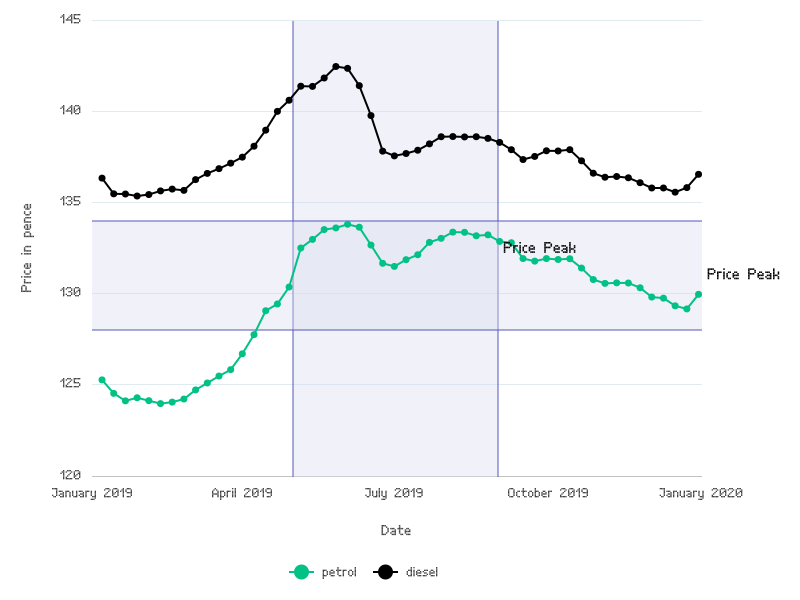 145
140
135
130
125
120
Price in pence
Price Peak
Price Peak
January 2019
April 2019
July 2019
October 2019
January 2020
Date
petrol
diesel